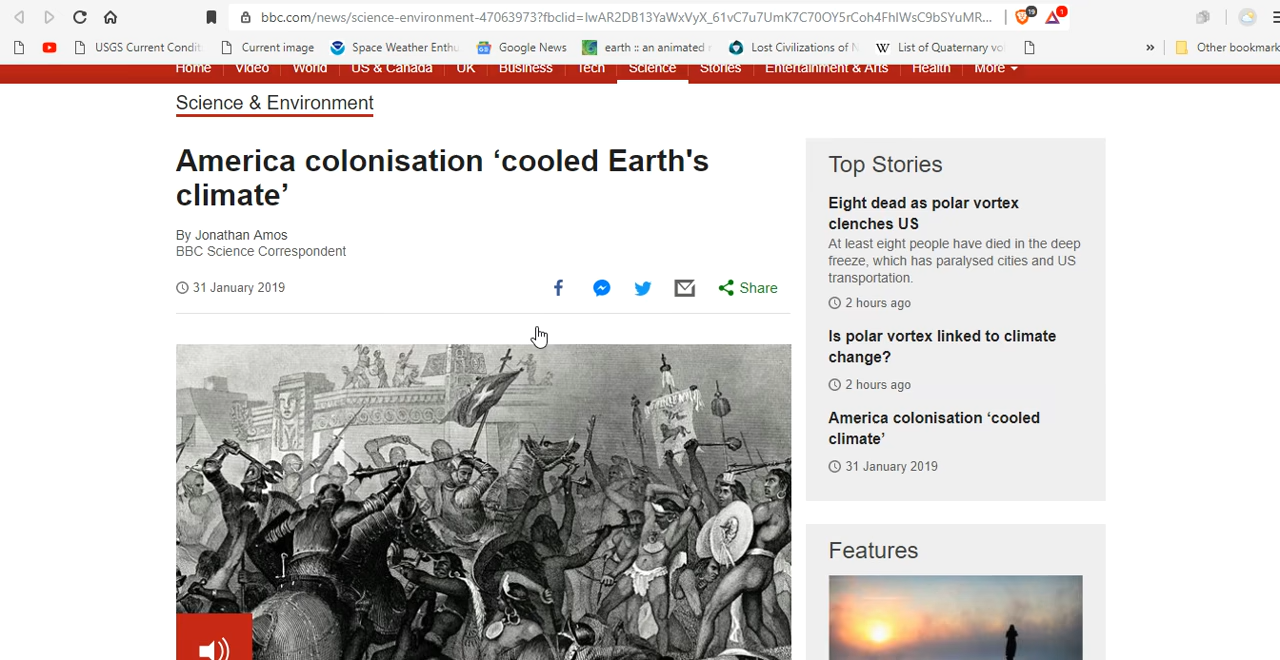 bbc.com/news/science-environment-47063973?fbclid=IwAR2DB13YaWxVyX_61vC7u7UmK7C70OY5rCoh4FhIWsC9bSYuMR...
19
1
USGS Current Condit
Current image
Space Weather Enthu
Google News
earth :: an animated
Lost Civilizations of
List of Quaternary vo
»
Other bookmark
Home
Video
World
US & Canada
UK
Business
Tech
Science
Stories
Entertainment & Arts
Health
More
Science & Environment
America colonisation ‘cooled Earth's
climate’
By Jonathan Amos
BBC Science Correspondent
31 January 2019
Share
Top Stories
Eight dead as polar vortex
clenches US
At least eight people have died in the deep
freeze, which has paralysed cities and US
transportation.
2 hours ago
Is polar vortex linked to climate
change?
2 hours ago
America colonisation ‘cooled
climate’
31 January 2019
Features